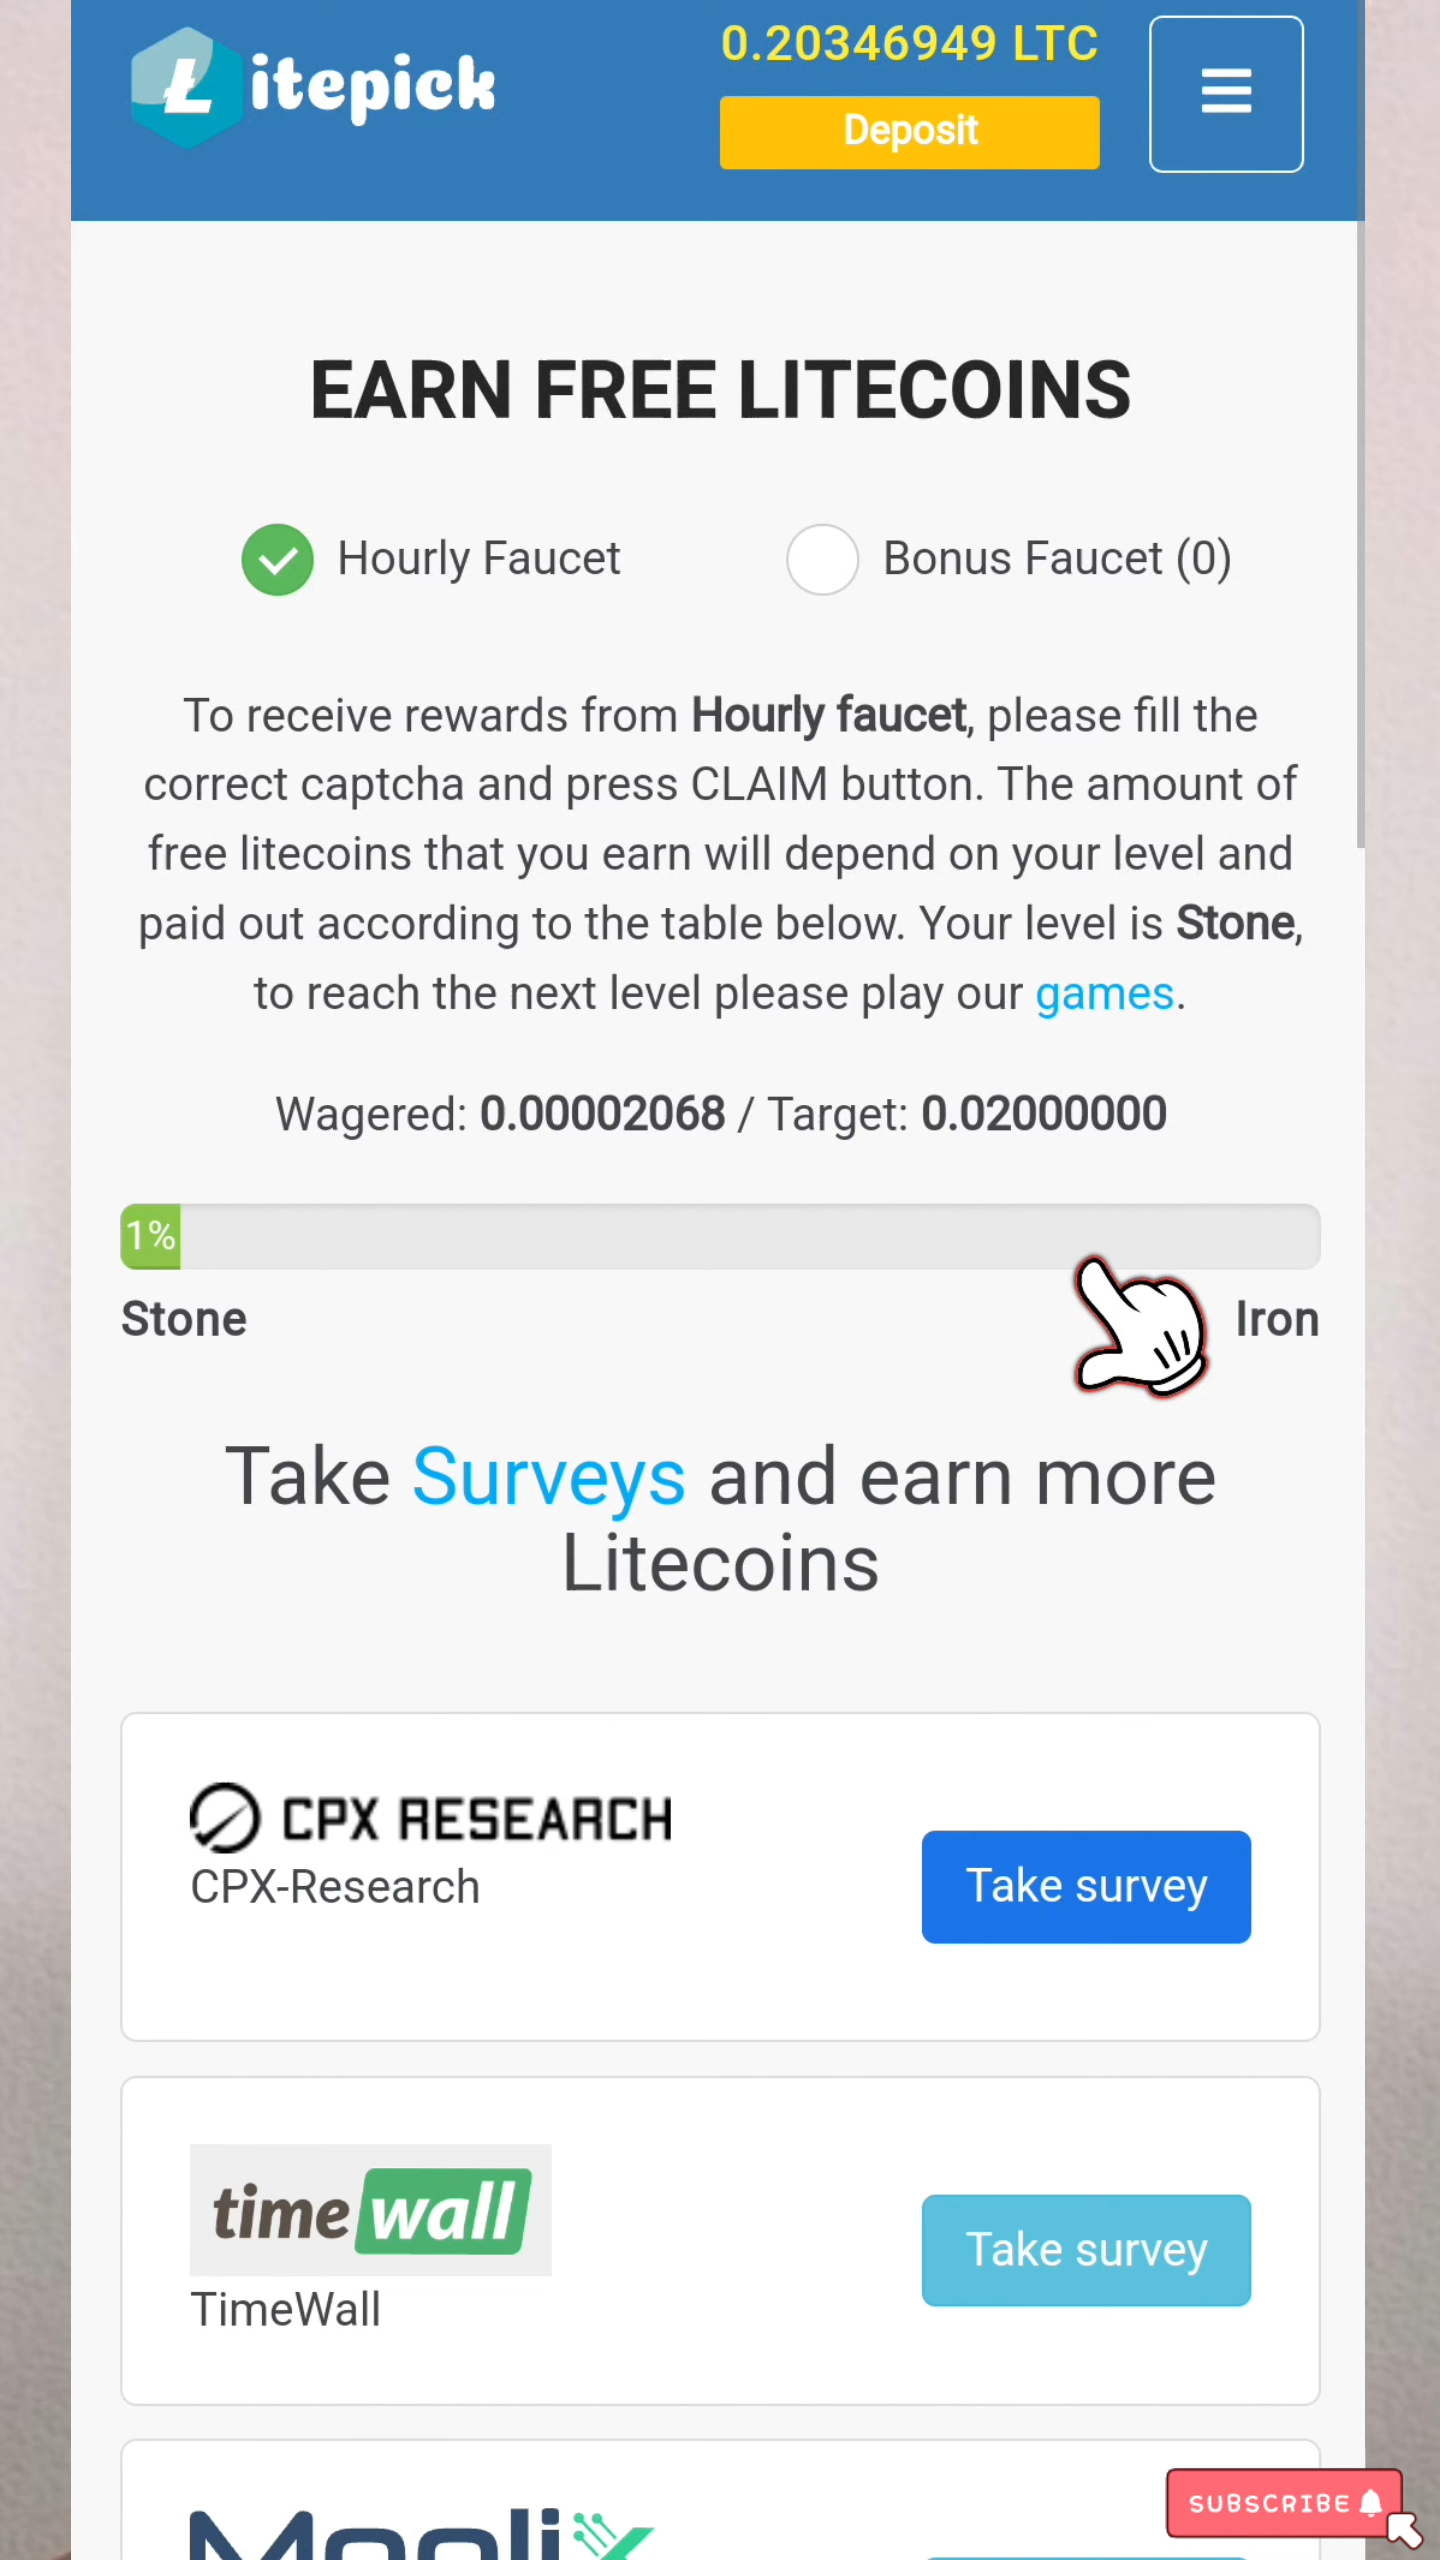 Litepick
0.20346949 LTC
Deposit
EARN FREE LITECOINS
Hourly Faucet
Bonus Faucet (0)
To receive rewards from Hourly faucet, please fill the
correct captcha and press CLAIM button. The amount of
free litecoins that you earn will depend on your level and
paid out according to the table below. Your level is Stone,
to reach the next level please play our games.
Wagered: 0.00002068 / Target: 0.02000000
1%
Stone
Iron
Take Surveys and earn more
Litecoins
CPX RESEARCH
CPX-Research
Take survey
timewall
TimeWall
Take survey
SUBSCRIBE